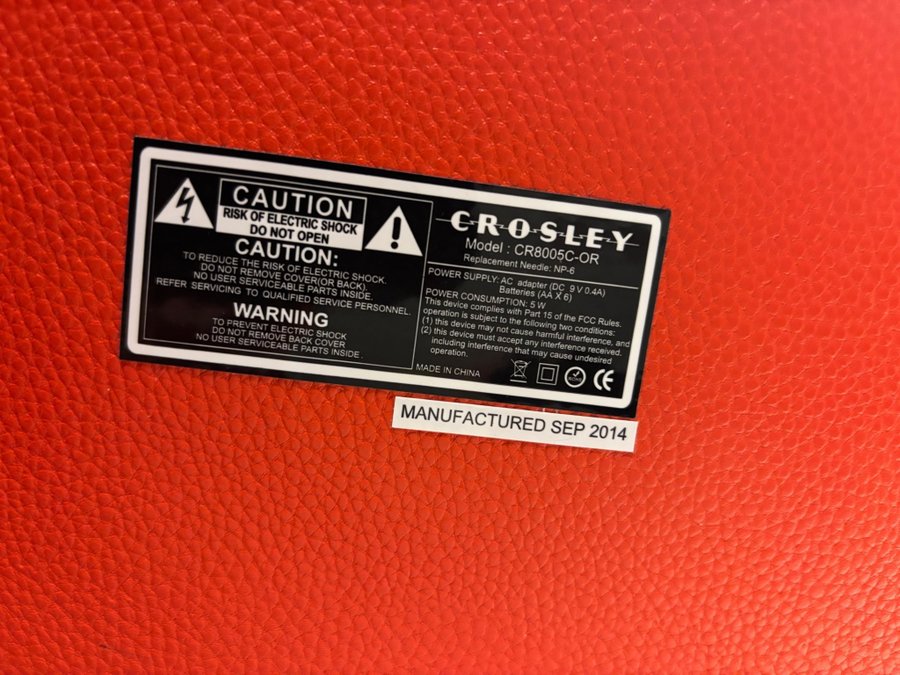 CAUTION
RISK OF ELECTRIC SHOCK
DO NOT OPEN
CAUTION:
TO REDUCE THE RISK OF ELECTRIC SHOCK.
DO NOT REMOVE COVER(OR BACK).
NO USER SERVICEABLE PARTS INSIDE.
REFER SERVICING TO QUALIFIED SERVICE PERSONNEL.
WARNING
TO PREVENT ELECTRIC SHOCK
DO NOT REMOVE BACK COVER
NO USER SERVICEABLE PARTS INSIDE .
CROSLEY
Model : CR8005C-OR
Replacement Needle: NP-6
POWER SUPPLY: AC adapter (DC 9 V 0.4A)
Batteries (AA X 6)
POWER CONSUMPTION: 5 W
This device complies with Part 15 of the FCC Rules.
operation is subject to the following two conditions:
(1) this device may not cause harmful interference, and
(2) this device must accept any interference received.
including interference that may cause undesired
operation.
MADE IN CHINA
CE
MANUFACTURED SEP 2014